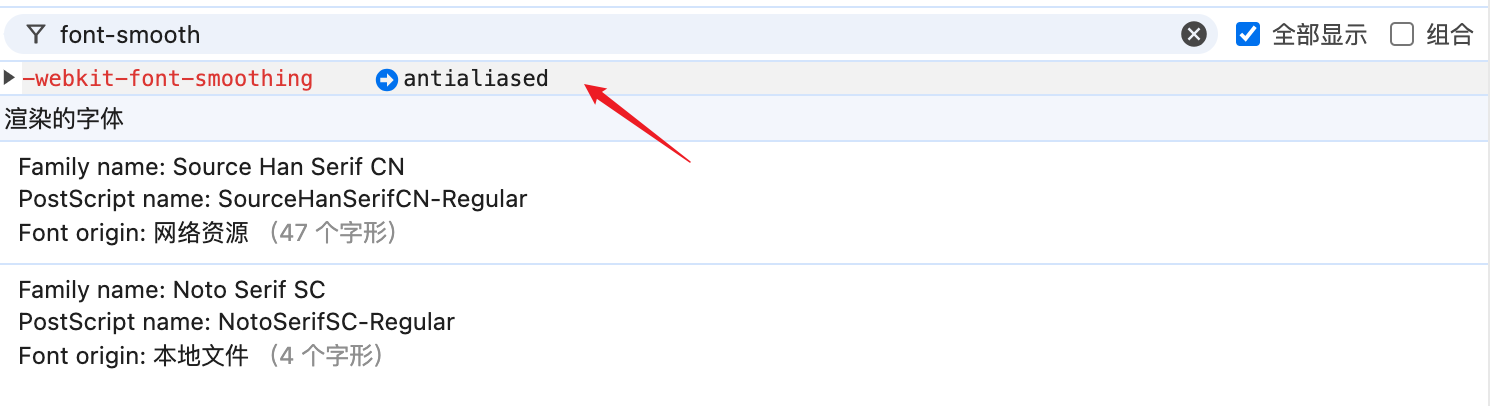 font-smooth 全部显示 组合
-webkit-font-smoothing antialiased
渲染的字体
Family name: Source Han Serif CN
PostScript name: SourceHanSerifCN-Regular
Font origin: 网络资源 (47 个字形)
Family name: Noto Serif SC
PostScript name: NotoSerifSC-Regular
Font origin: 本地文件 (4 个字形)